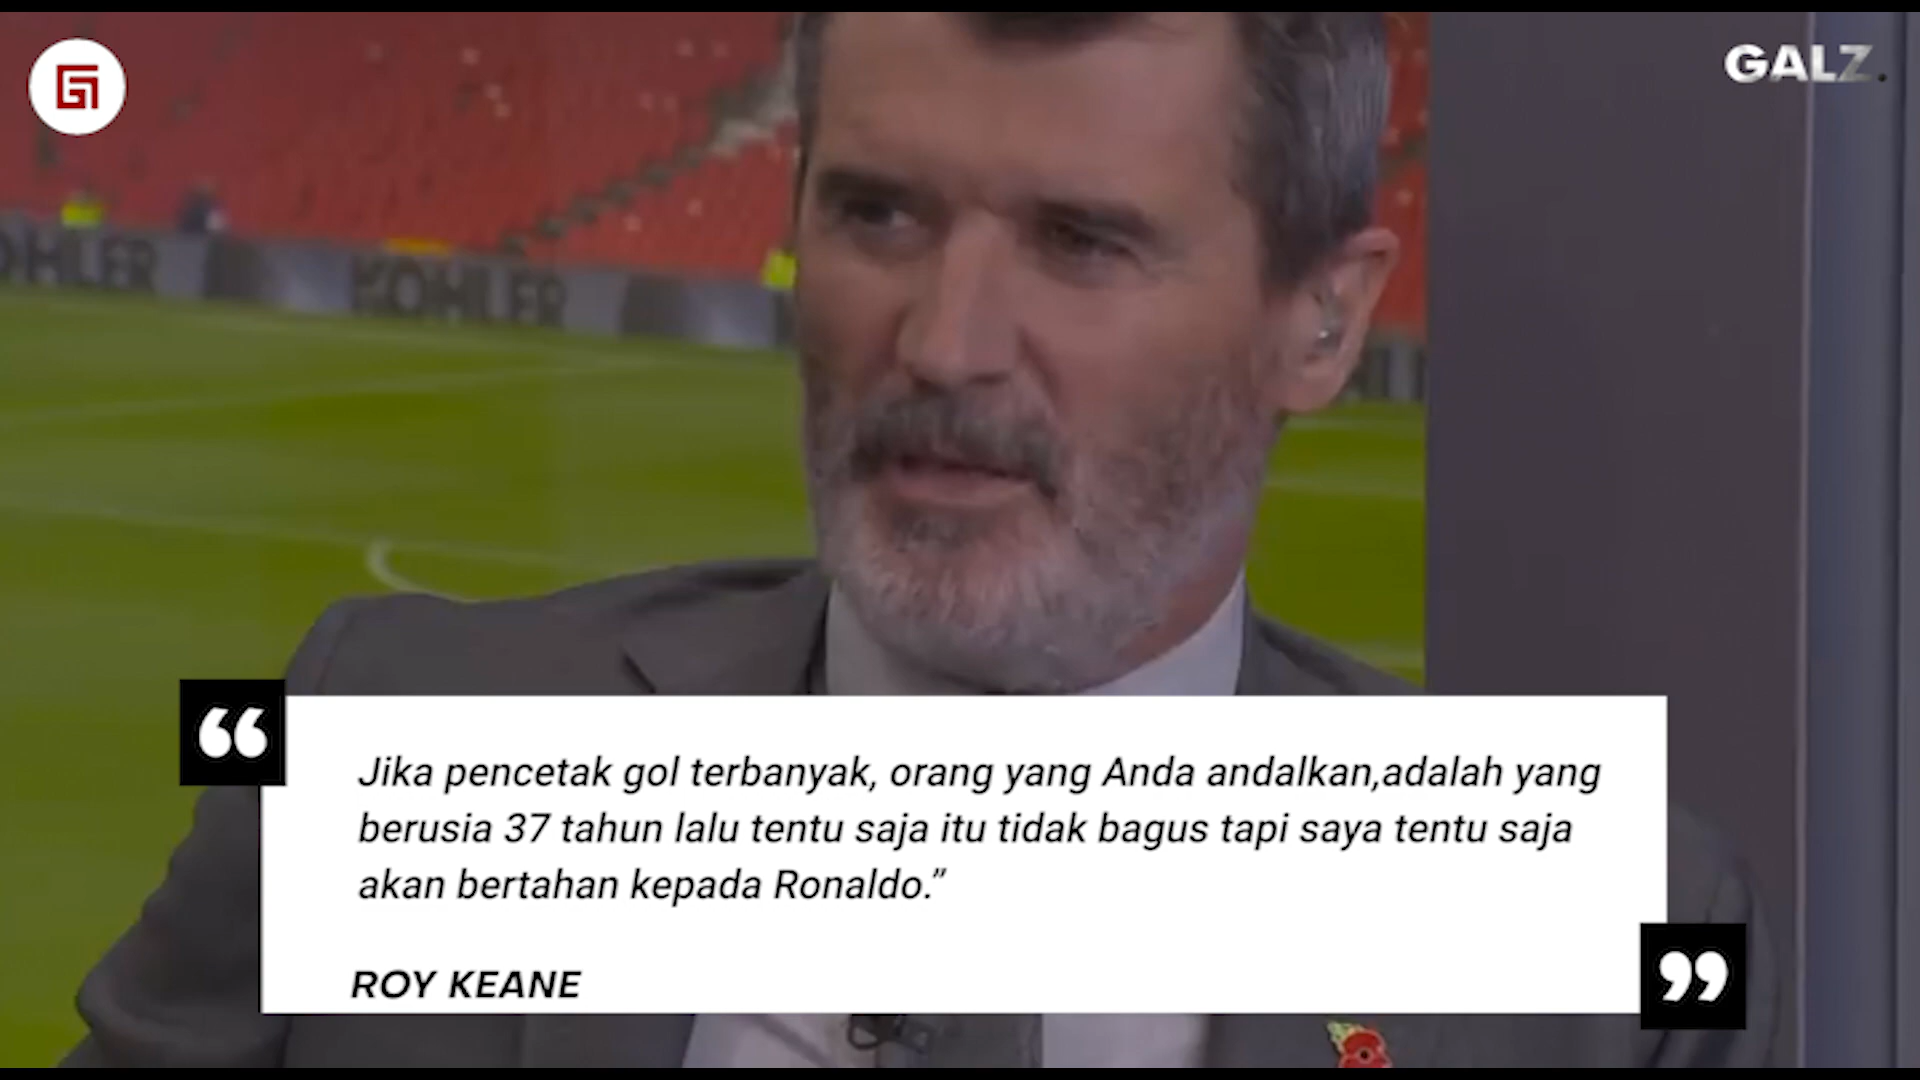 GALZ.
OHLER
KOHLER
“
Jika pencetak gol terbanyak, orang yang Anda andalkan,adalah yang
berusia 37 tahun lalu tentu saja itu tidak bagus tapi saya tentu saja
akan bertahan kepada Ronaldo.”
ROY KEANE
”